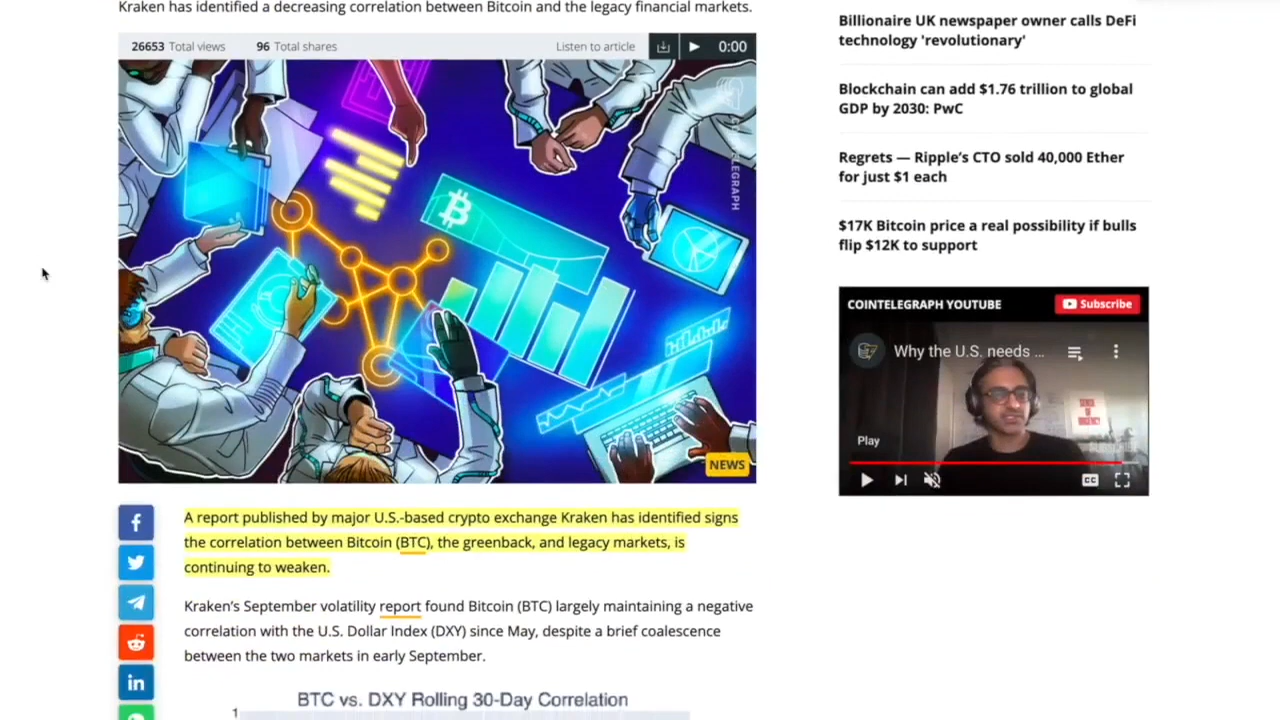 Kraken has identified a decreasing correlation between Bitcoin and the legacy financial markets.
26653 Total views 96 Total shares Listen to article 0:00
NEWS
A report published by major U.S.-based crypto exchange Kraken has identified signs
the correlation between Bitcoin (BTC), the greenback, and legacy markets, is
continuing to weaken.
Kraken’s September volatility report found Bitcoin (BTC) largely maintaining a negative
correlation with the U.S. Dollar Index (DXY) since May, despite a brief coalescence
between the two markets in early September.
BTC vs. DXY Rolling 30-Day Correlation
1
Billionaire UK newspaper owner calls DeFi
technology 'revolutionary'
Blockchain can add $1.76 trillion to global
GDP by 2030: PwC
Regrets — Ripple’s CTO sold 40,000 Ether
for just $1 each
$17K Bitcoin price a real possibility if bulls
flip $12K to support
COINTELEGRAPH YOUTUBE Subscribe
Why the U.S. needs ...
SENSE
OF
URGENCY
Play
CC